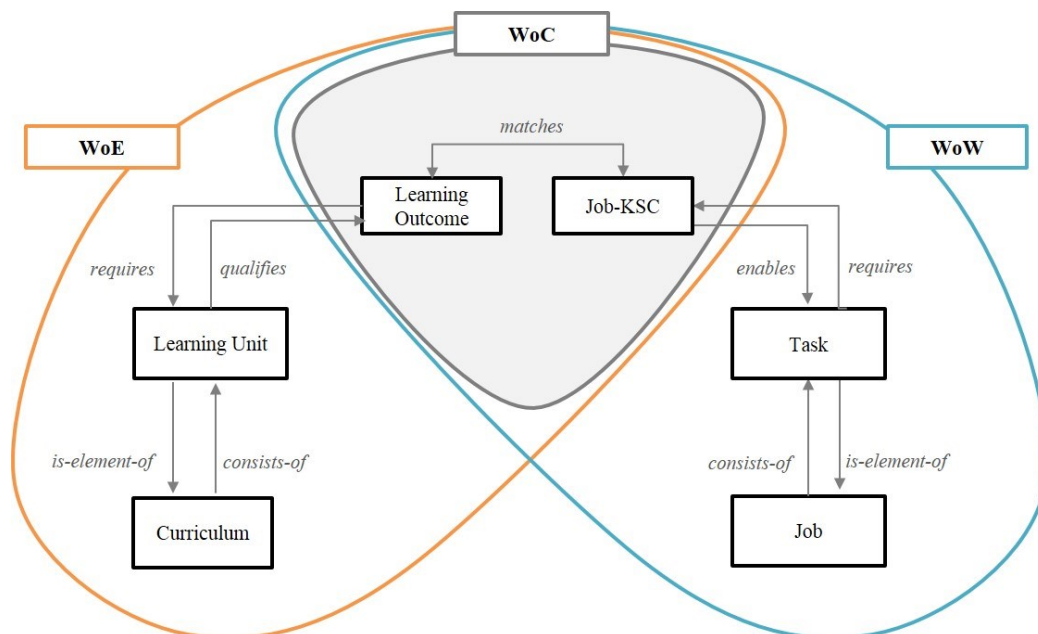 WoC
WoE
WoW
matches
Learning
Outcome
Job-KSC
requires
qualifies
enables
requires
Learning Unit
Task
is-element-of
consists-of
consists-of
is-element-of
Curriculum
Job